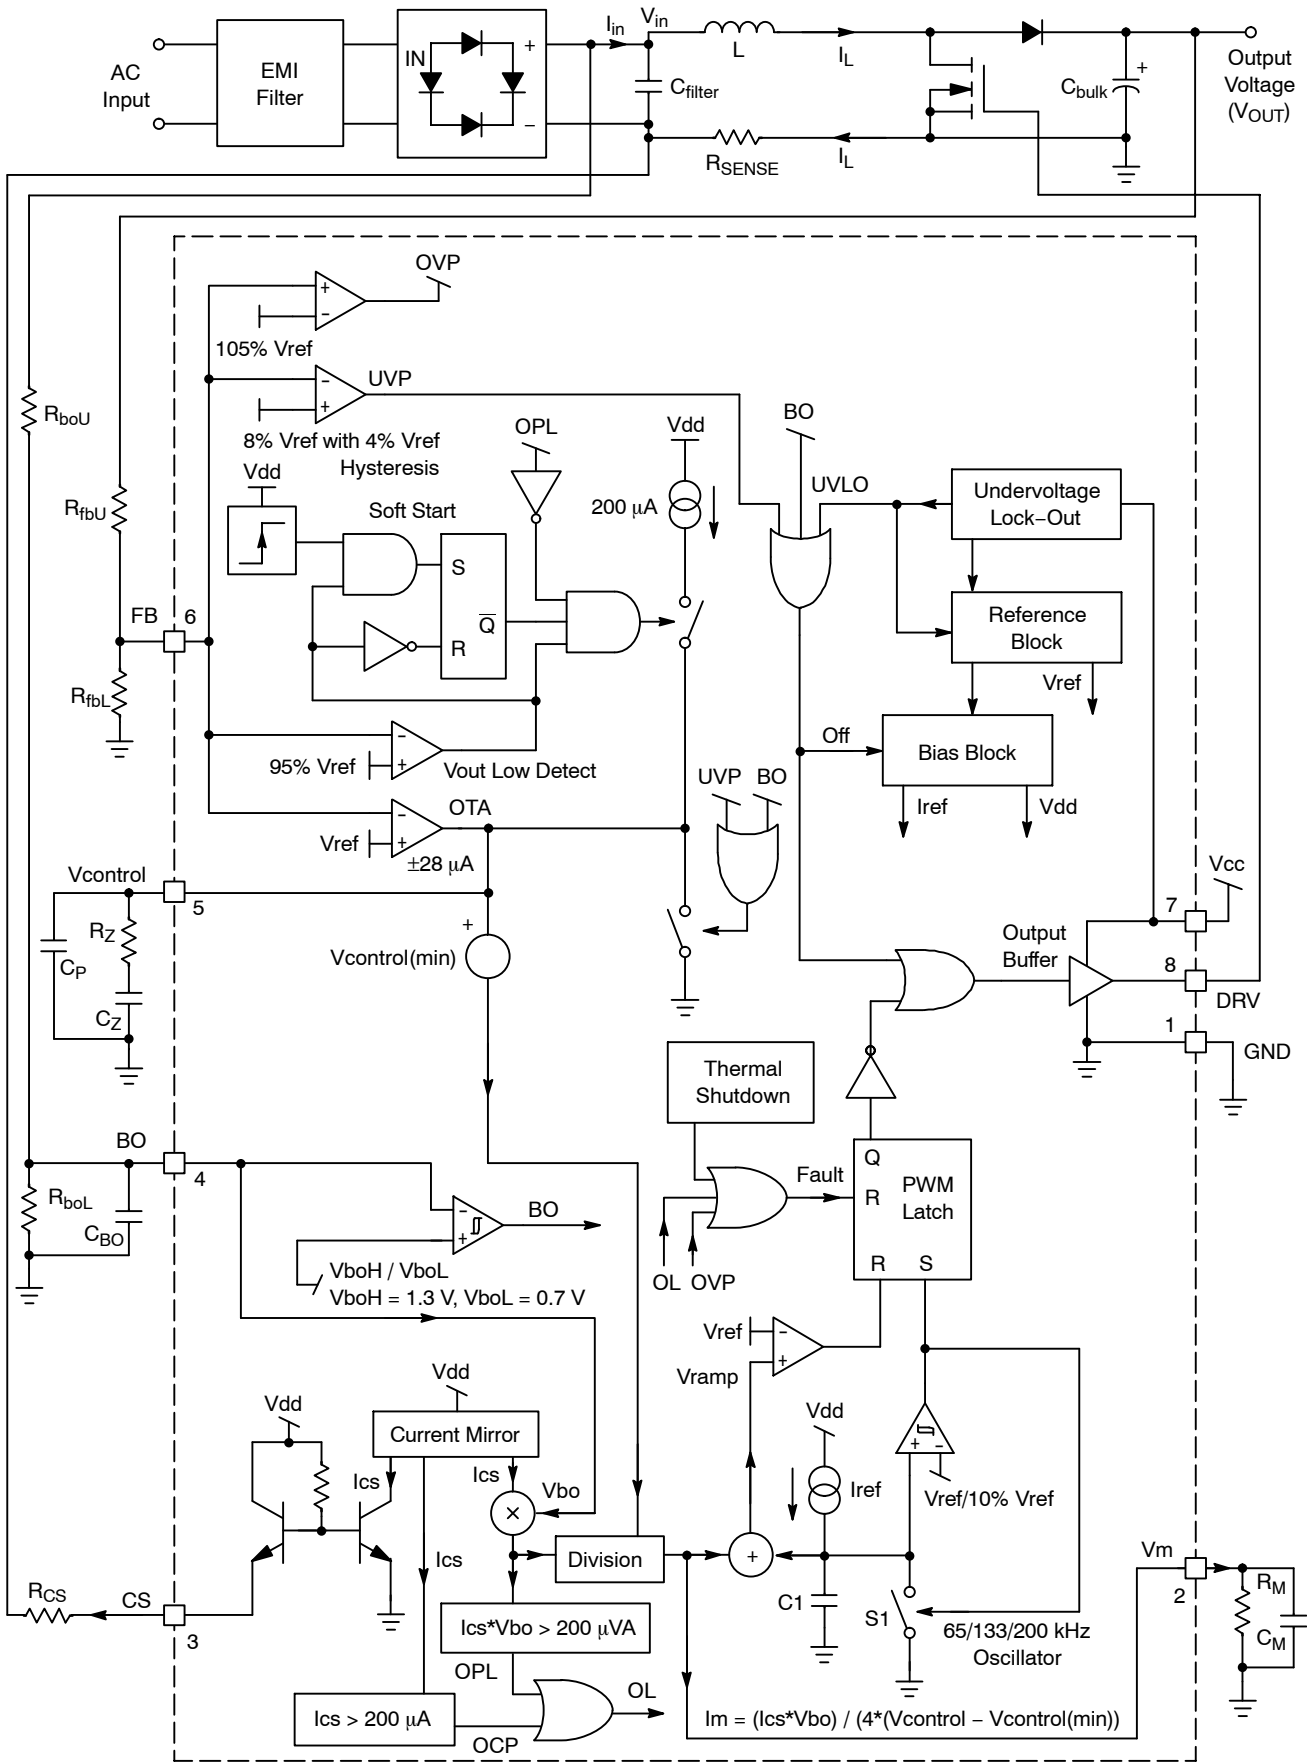 AC
Input
EMI
Filter
IN
+
−
Iin
Vin
Cfilter
L
IL
RSENSE
IL
Cbulk
+
Output
Voltage
(VOUT)
RboU
RfbU
FB
6
RfbL
OVP
+
−
105% Vref
UVP
−
+
8% Vref with 4% Vref
Hysteresis
Vdd
Soft Start
OPL
Vdd
200 μA
S
Q
R
−
+
95% Vref
Vout Low Detect
−
+
Vref
OTA
±28 μA
BO
UVLO
Undervoltage
Lock−Out
Reference
Block
Vref
Off
Bias Block
Iref
Vdd
UVP
BO
Vcontrol
5
RZ
CP
CZ
+
Vcontrol(min)
Vcc
7
Output
Buffer
8
DRV
1
GND
Thermal
Shutdown
Fault
OL
OVP
Q
R
PWM
Latch
R
S
BO
4
RboL
CBO
−
+
BO
VboH / VboL
VboH = 1.3 V, VboL = 0.7 V
Vref
−
+
Vramp
Vdd
Iref
+
−
Vref/10% Vref
Vdd
Vdd
Current Mirror
Ics
Ics
Vbo
×
Ics
Division
+
C1
S1
65/133/200 kHz
Oscillator
Vm
2
RM
CM
RCS
CS
3
Ics*Vbo > 200 μVA
OPL
OL
Ics > 200 μA
OCP
Im = (Ics*Vbo) / (4*(Vcontrol − Vcontrol(min))